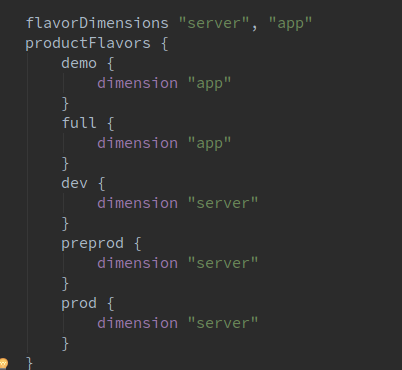 flavorDimensions "server", "app"
productFlavors {
    demo {
        dimension "app"
    }
    full {
        dimension "app"
    }
    dev {
        dimension "server"
    }
    preprod {
        dimension "server"
    }
    prod {
        dimension "server"
    }
}